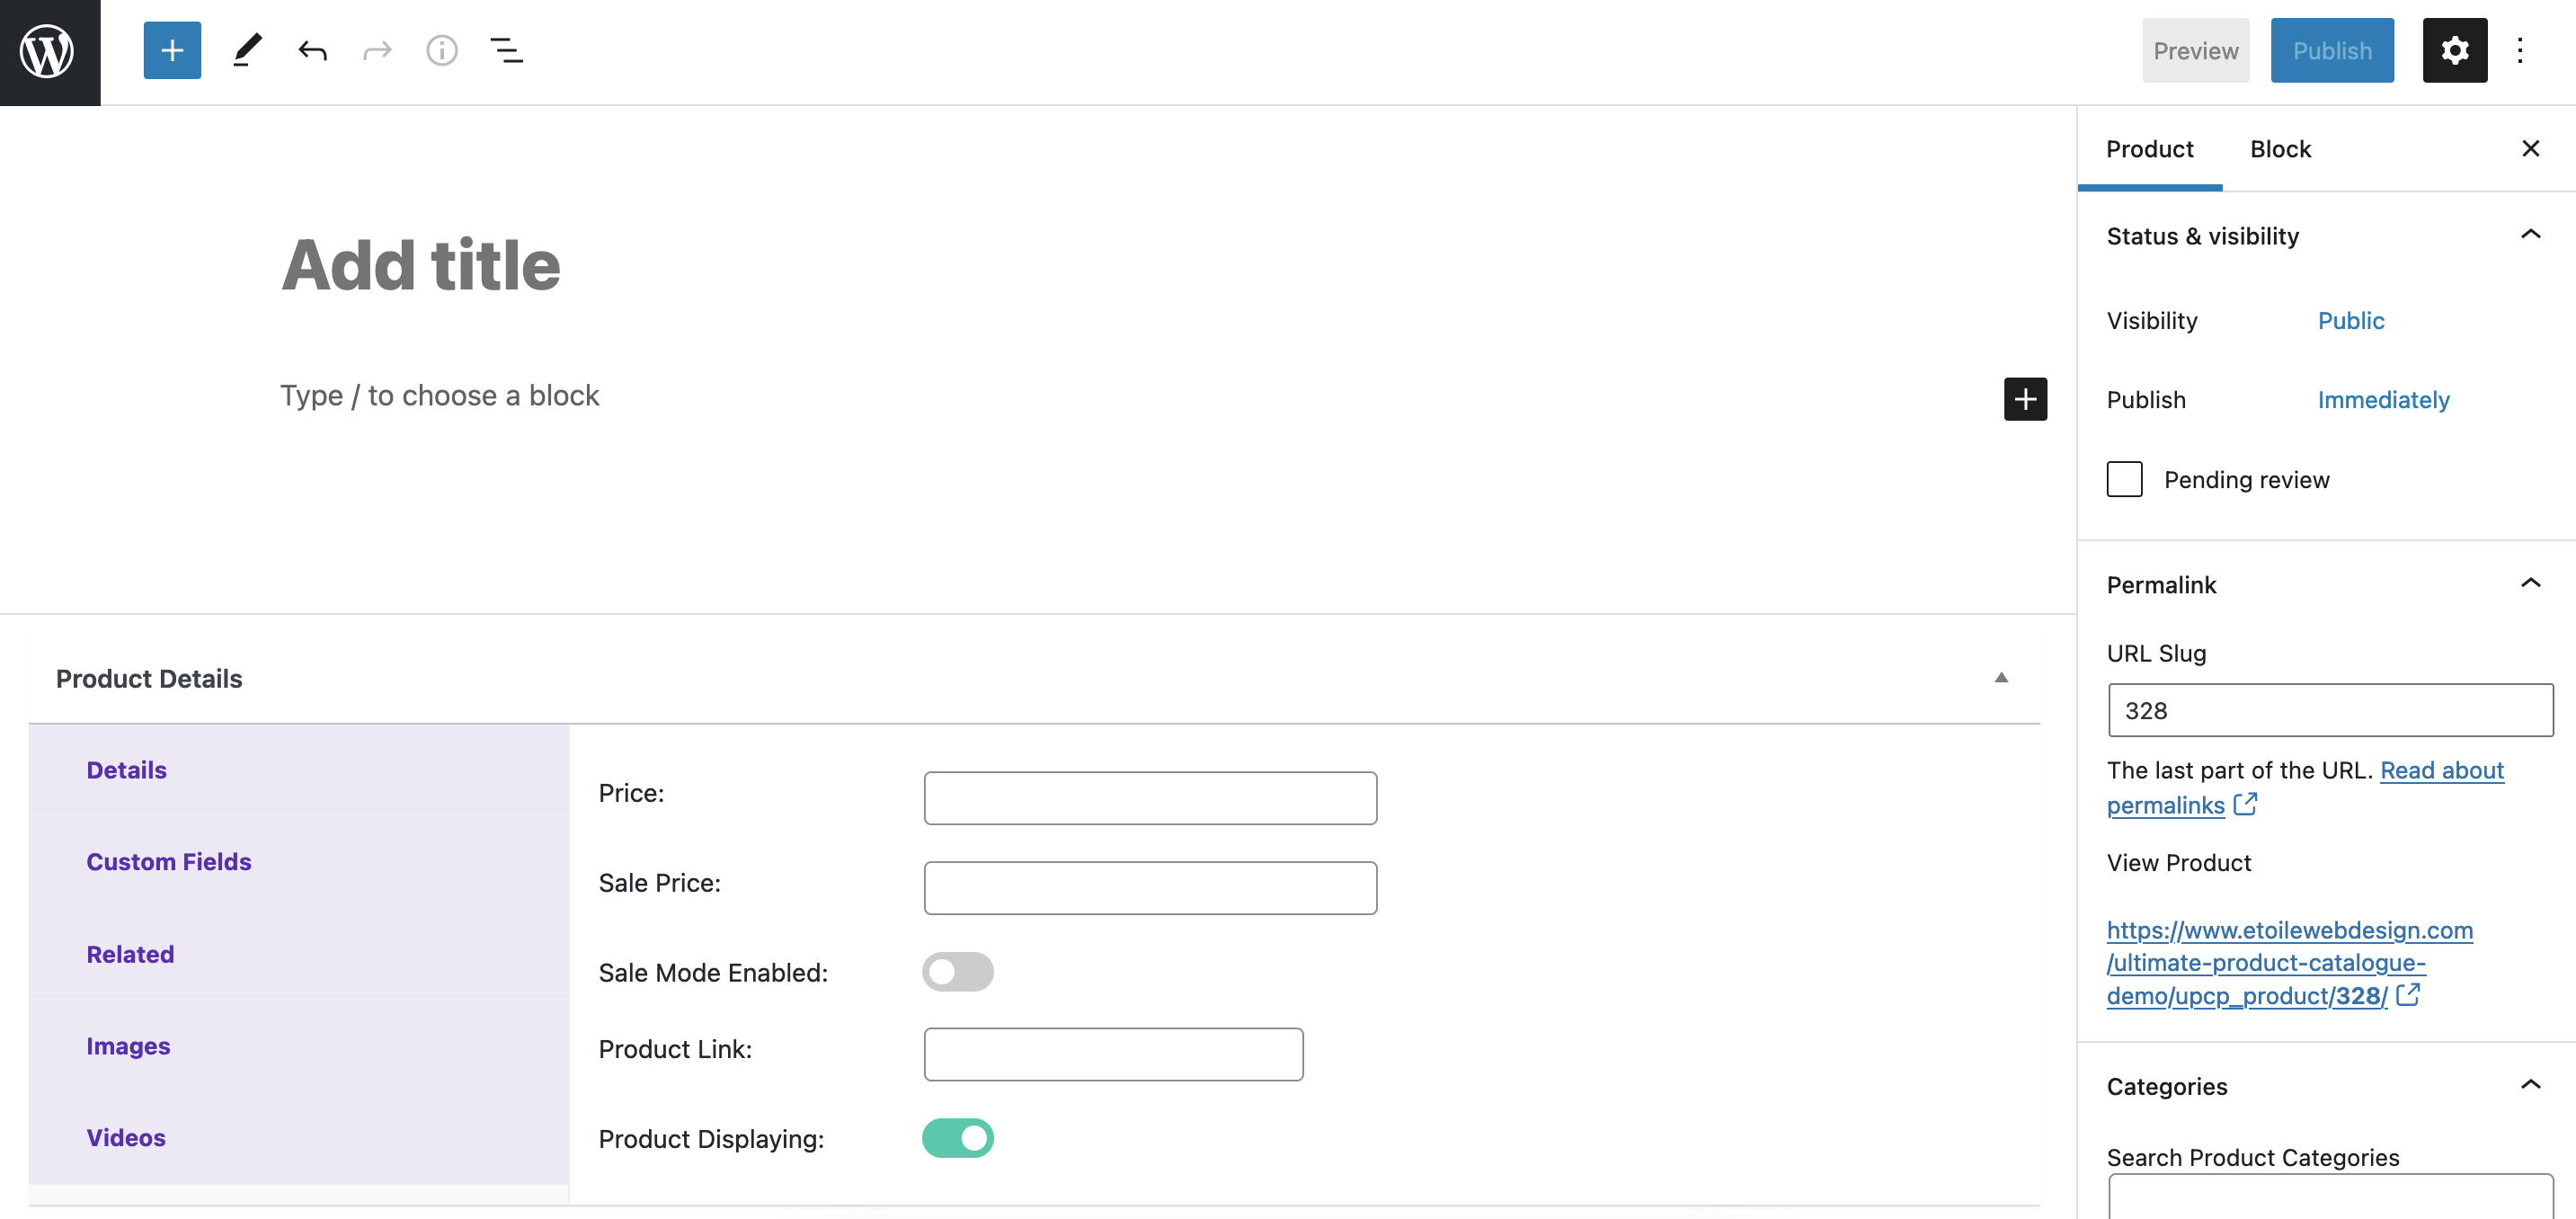 Preview
Publish
Product
Block
Add title
Type / to choose a block
Status & visibility
Visibility
Public
Publish
Immediately
Pending review
Permalink
URL Slug
328
The last part of the URL. Read about
permalinks
View Product
https://www.etoilewebdesign.com
/ultimate-product-catalogue-
demo/upcp_product/328/
Categories
Search Product Categories
Product Details
Details
Custom Fields
Related
Images
Videos
Price:
Sale Price:
Sale Mode Enabled:
Product Link:
Product Displaying: